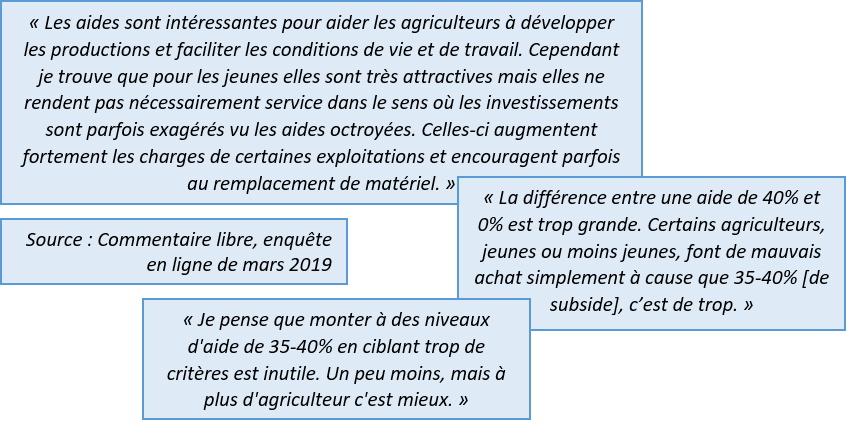 « Les aides sont intéressantes pour aider les agriculteurs à développer
les productions et faciliter les conditions de vie et de travail. Cependant
je trouve que pour les jeunes elles sont très attractives mais elles ne
rendent pas nécessairement service dans le sens où les investissements
sont parfois exagérés vu les aides octroyées. Celles-ci augmentent
fortement les charges de certaines exploitations et encouragent parfois
au remplacement de matériel. »
« La différence entre une aide de 40% et
0% est trop grande. Certains agriculteurs,
jeunes ou moins jeunes, font de mauvais
achat simplement à cause que 35-40% [de
subside], c’est de trop. »
Source : Commentaire libre, enquête
en ligne de mars 2019
« Je pense que monter à des niveaux
d'aide de 35-40% en ciblant trop de
critères est inutile. Un peu moins, mais à
plus d'agriculteur c'est mieux. »